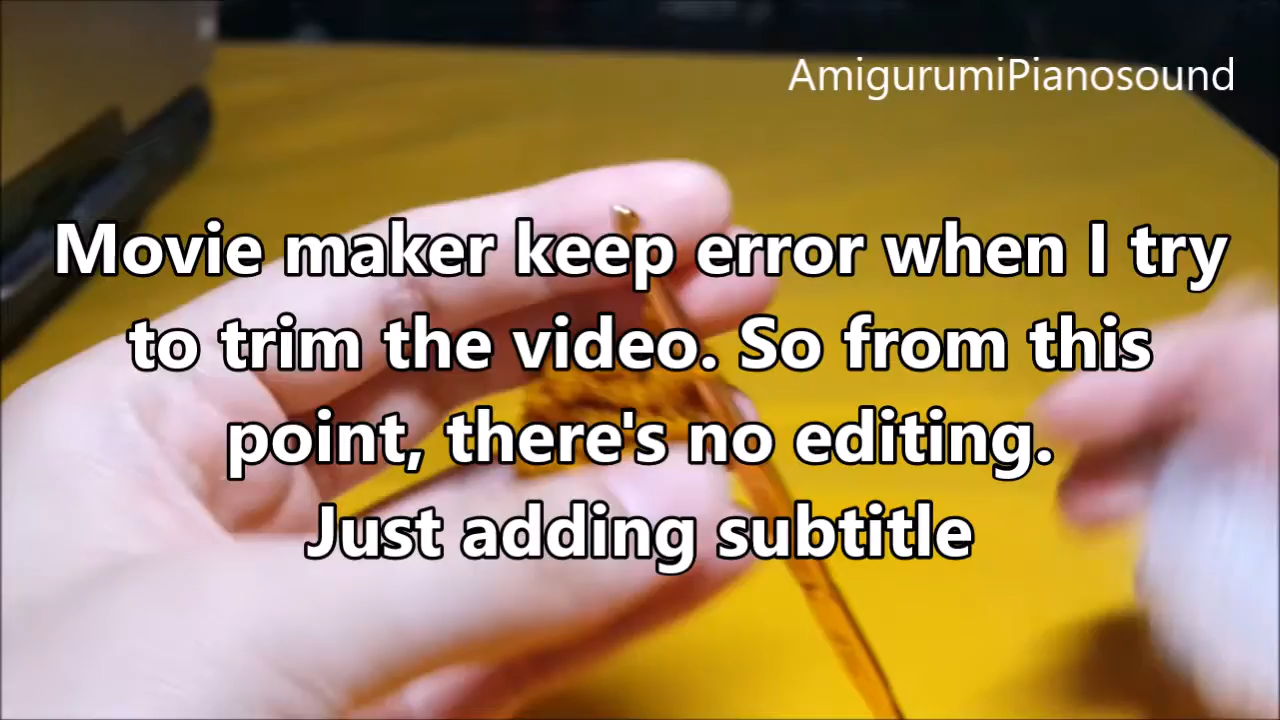 AmigurumiPianosound
Movie maker keep error when I try
to trim the video. So from this
point, there's no editing.
Just adding subtitle